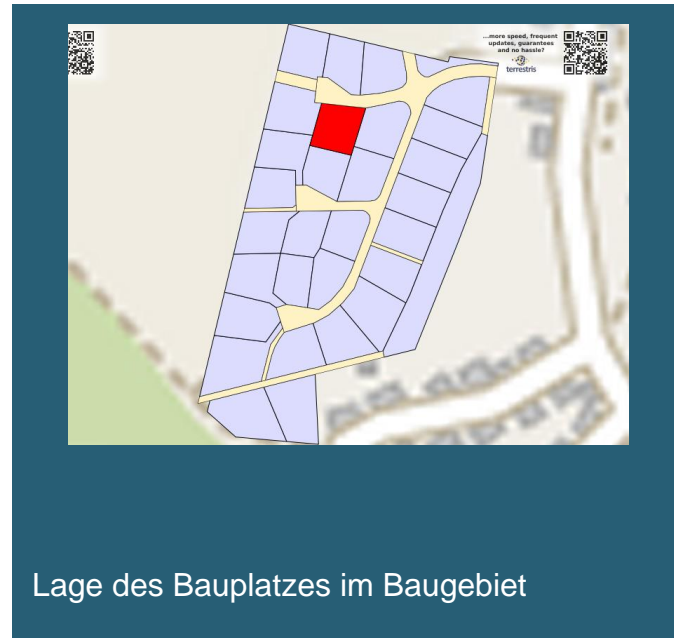 ...more speed, frequent
updates, guarantees
and no hassle?
terrestris
Lage des Bauplatzes im Baugebiet